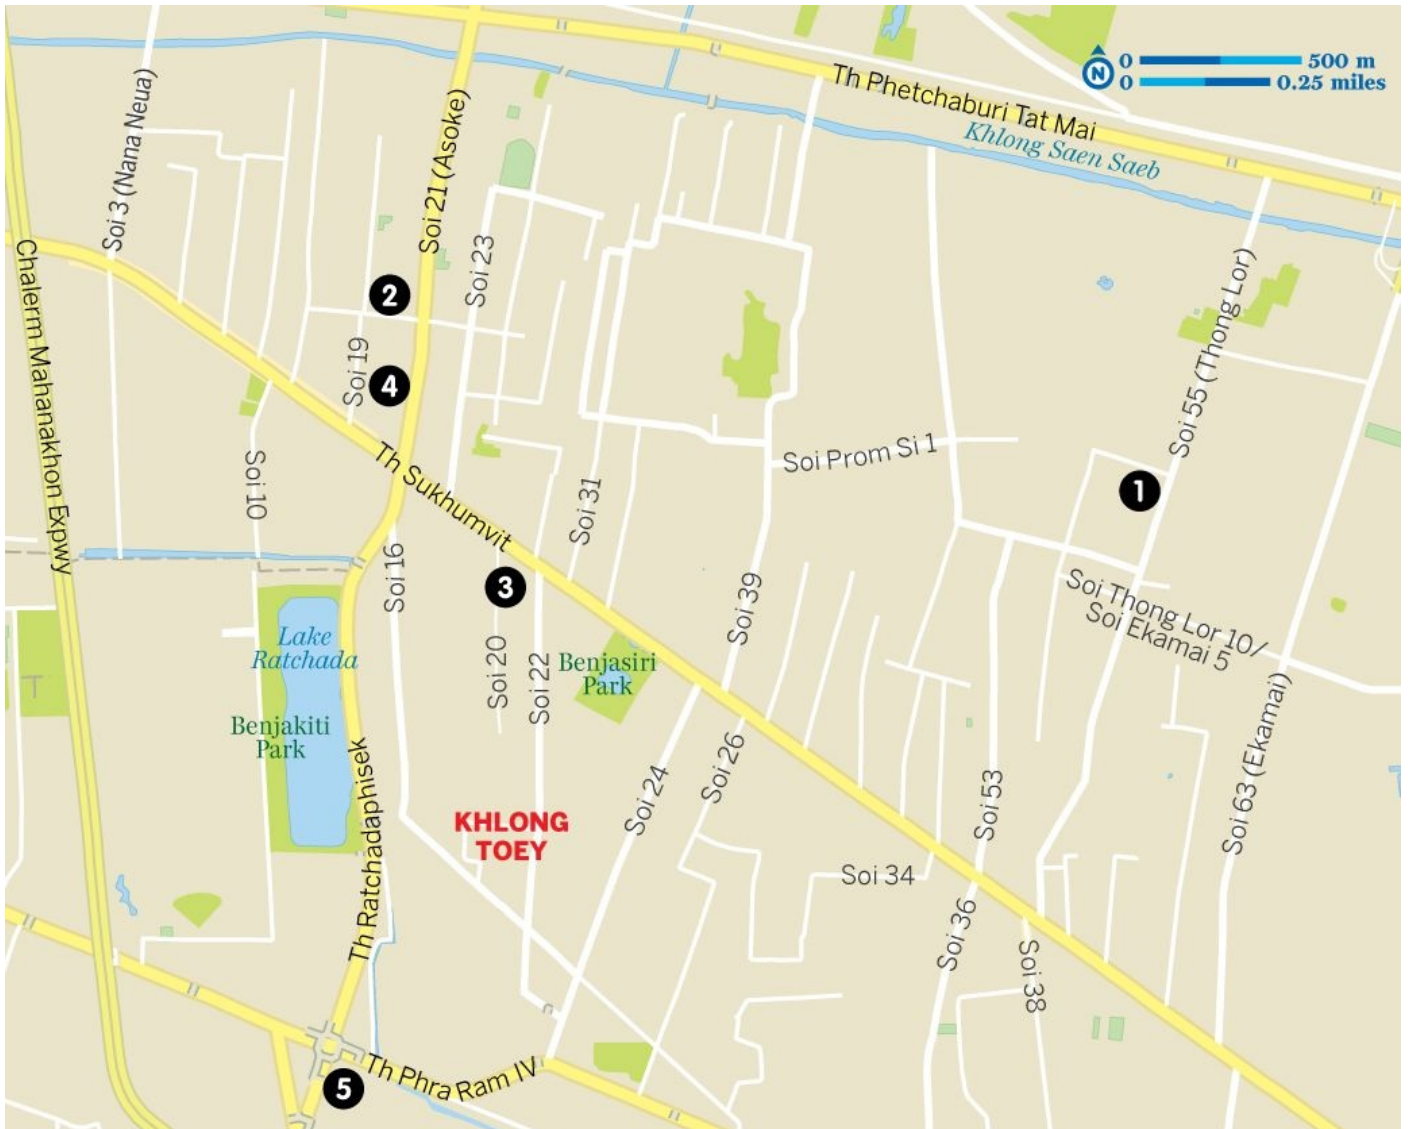 0 500 m
N
0 0.25 miles
Th Phetchaburi Tat Mai
Khlong Saen Saeb
Soi 3 (Nana Neua)
Soi 21 (Asoke)
Soi 23
Chalerm Mahanakhon Expwy
2
Soi 19
4
Soi 55 (Thong Lor)
Th Sukhumvit
Soi Prom Si 1
Soi 10
Soi 31
1
Soi 16
3
Soi 39
Soi Thong Lor 10/
Soi Ekamai 5
Lake
Ratchada
Soi 20
Soi 22
Benjasiri
Park
Benjakiti
Park
Th Ratchadaphisek
Soi 24
Soi 26
Soi 53
Soi 63 (Ekamai)
KHLONG
TOEY
Soi 34
Soi 36
Soi 38
Th Phra Ram IV
5